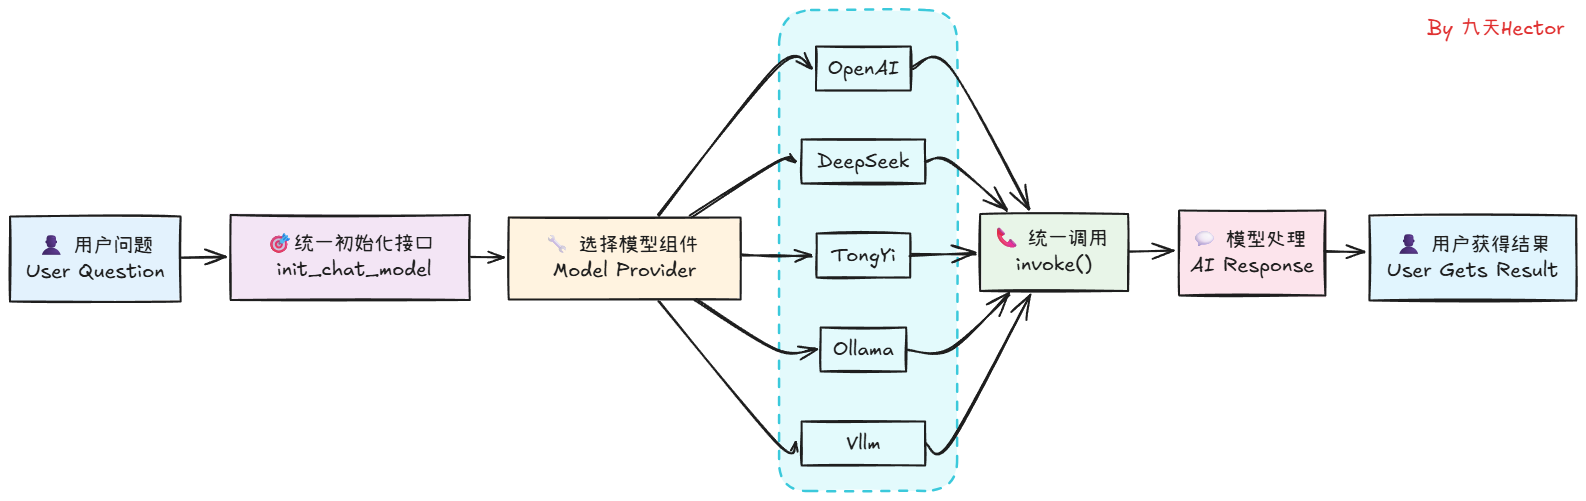 By 九天Hector
用户问题
User Question
统一初始化接口
init_chat_model
选择模型组件
Model Provider
OpenAI
DeepSeek
TongYi
Ollama
Vllm
统一调用
invoke()
模型处理
AI Response
用户获得结果
User Gets Result